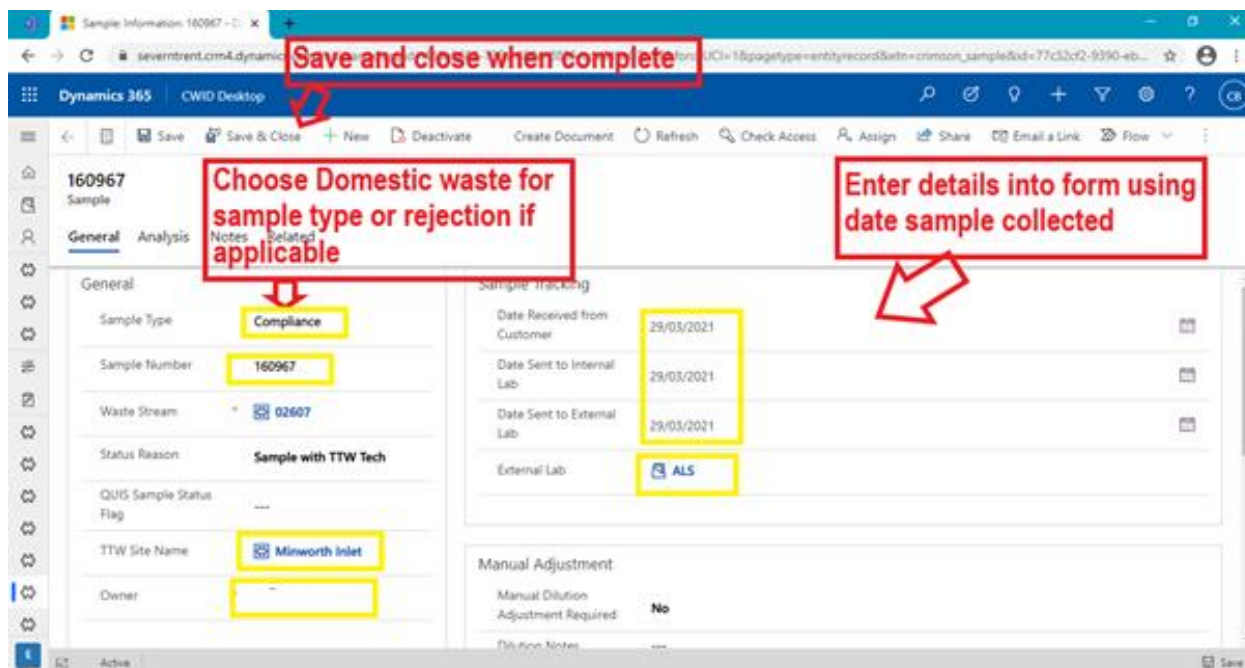 Sample: Information: 160967 - D
severntrent.crm4.dynamic
UCI=1&pagetype=entityrecord&etn=crimson_sample&id=77c32cf2-9390-eb...
Save and close when complete
Dynamics 365 CWID Desktop
CB
Save Save & Close New Deactivate Create Document Refresh Check Access Assign Share Email a Link Flow
160967
Sample
Choose Domestic waste for
sample type or rejection if
applicable
Enter details into form using
date sample collected
General Analysis Notes Related
General
Sample Type Compliance
Sample Number 160967
Waste Stream * 02607
Status Reason Sample with TTW Tech
QUIS Sample Status
Flag ---
TTW Site Name Minworth Inlet
Owner
Sample Tracking
Date Received from
Customer 29/03/2021
Date Sent to Internal
Lab 29/03/2021
Date Sent to External
Lab 29/03/2021
External Lab ALS
Manual Adjustment
Manual Dilution
Adjustment Required No
Dilution Notes ---
Active
Save